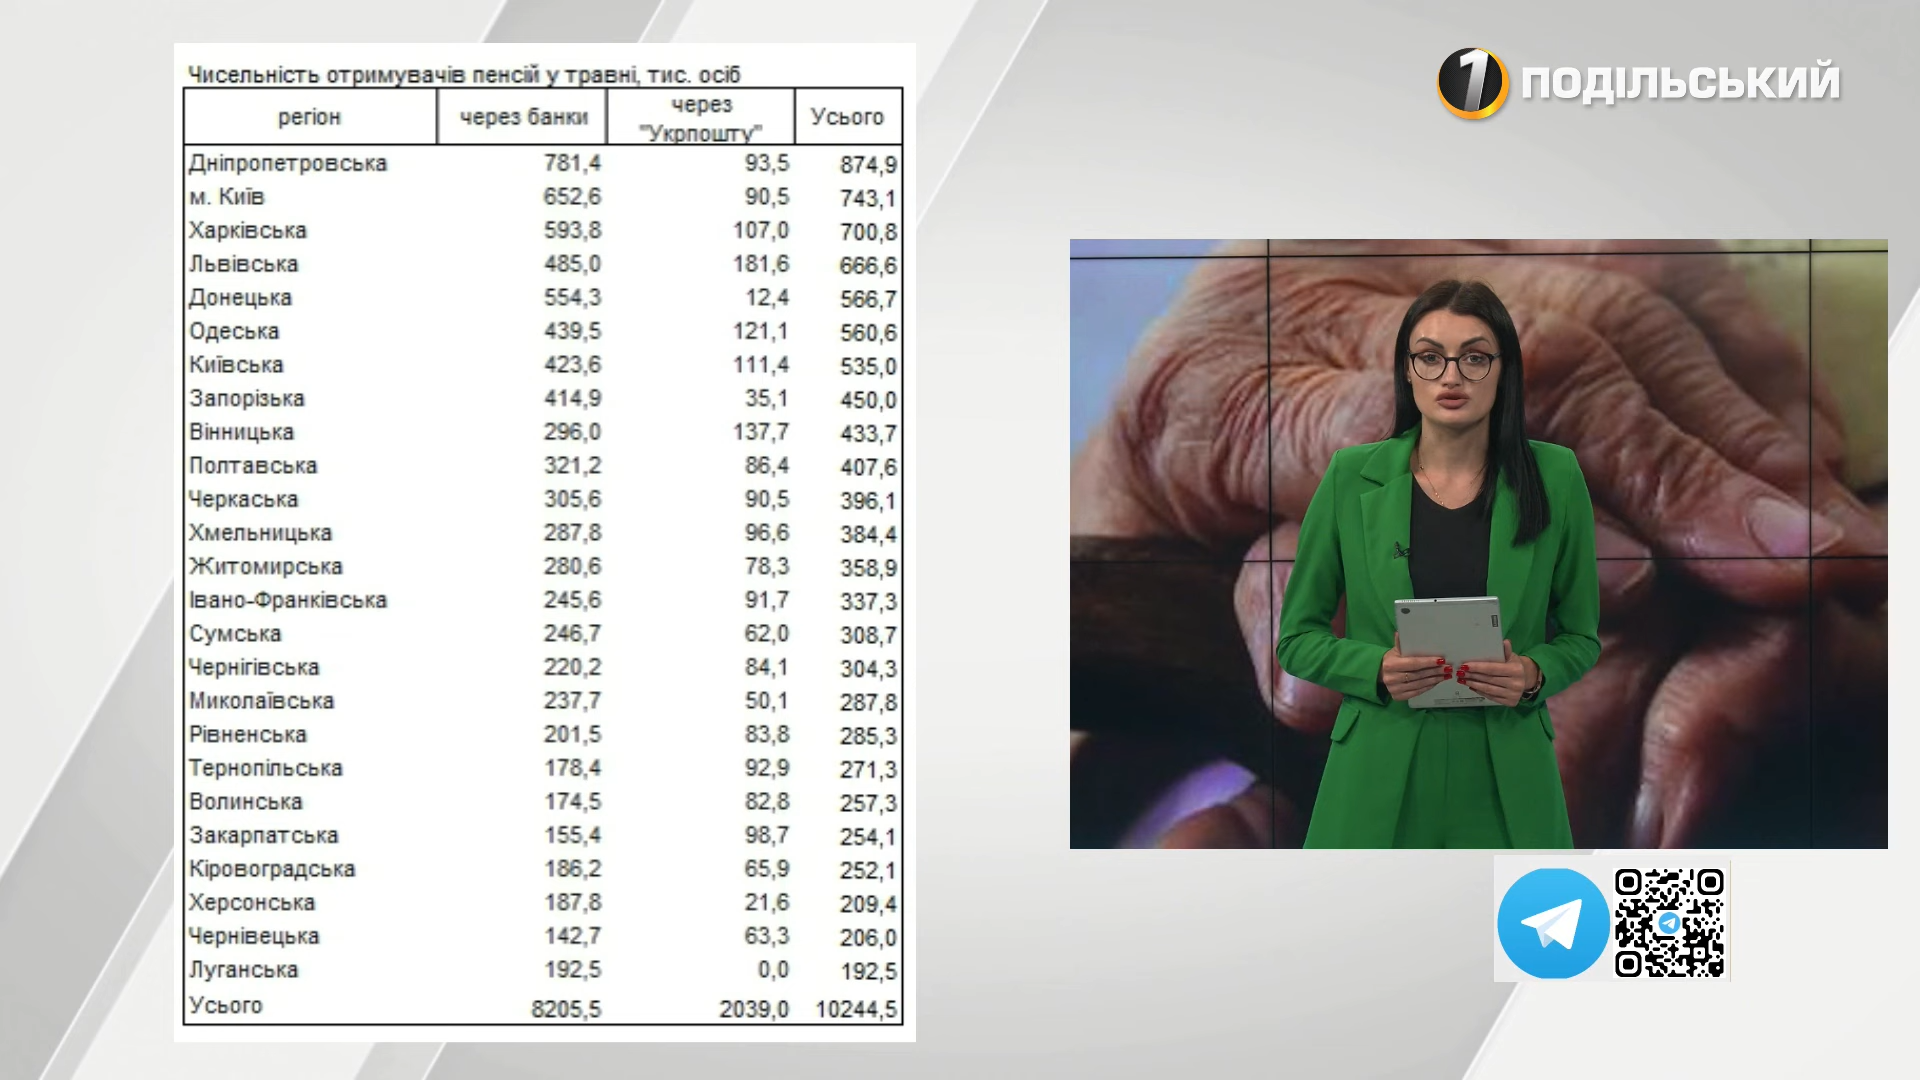 Чисельність отримувачів пенсій у травні, тис. осіб
регіон через банки через "Укрпошту" Усього
Дніпропетровська 781,4 93,5 874,9
м. Київ 652,6 90,5 743,1
Харківська 593,8 107,0 700,8
Львівська 485,0 181,6 666,6
Донецька 554,3 12,4 566,7
Одеська 439,5 121,1 560,6
Київська 423,6 111,4 535,0
Запорізька 414,9 35,1 450,0
Вінницька 296,0 137,7 433,7
Полтавська 321,2 86,4 407,6
Черкаська 305,6 90,5 396,1
Хмельницька 287,8 96,6 384,4
Житомирська 280,6 78,3 358,9
Івано-Франківська 245,6 91,7 337,3
Сумська 246,7 62,0 308,7
Чернігівська 220,2 84,1 304,3
Миколаївська 237,7 50,1 287,8
Рівненська 201,5 83,8 285,3
Тернопільська 178,4 92,9 271,3
Волинська 174,5 82,8 257,3
Закарпатська 155,4 98,7 254,1
Кіровоградська 186,2 65,9 252,1
Херсонська 187,8 21,6 209,4
Чернівецька 142,7 63,3 206,0
Луганська 192,5 0,0 192,5
Усього 8205,5 2039,0 10244,5
1 ПОДІЛЬСЬКИЙ